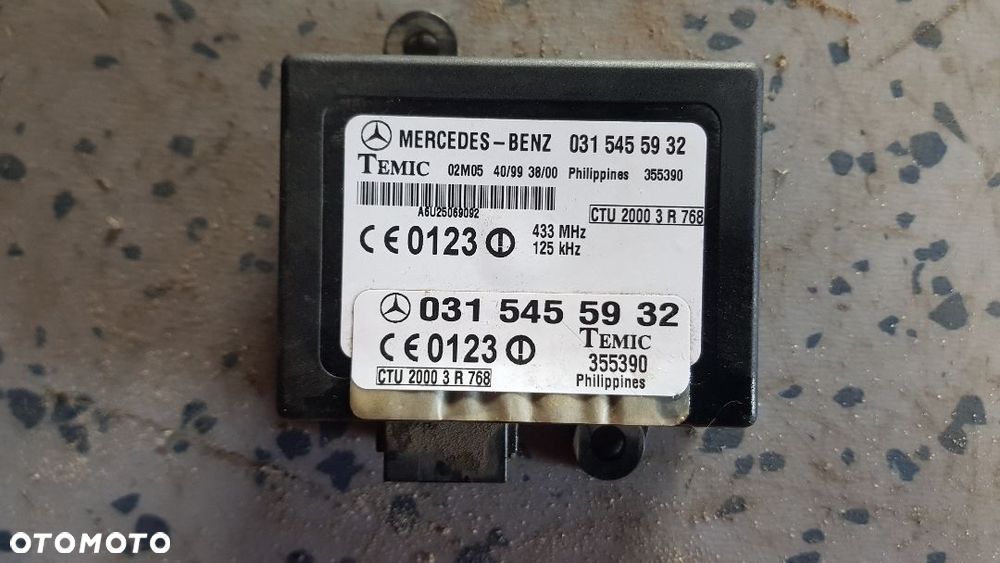 MERCEDES-BENZ 031 545 59 32
TEMIC 02M05 40/99 38/00 Philippines 355390
A6U25069092
CTU 2000 3 R 768
CE 0123 433 MHz
125 kHz
031 545 59 32
CE 0123 TEMIC
355390
CTU 2000 3 R 768 Philippines
OTOMOTO